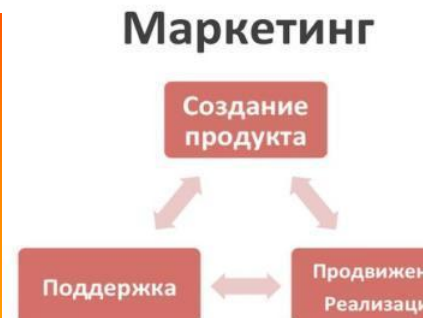 Маркетинг
Создание
продукта
Поддержка
Продвижен
Реализаци